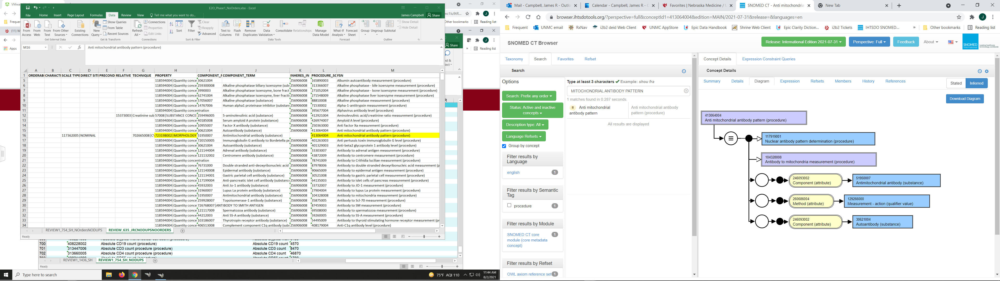 VMwa
E2O_Phase1_NoOrders.xlsx - Excel
File Home Insert Page Layout Formulas Data Review View Tell me what you want to do...
James Campbell Share
From Access
From Web
From Text
From Other Sources
Existing Connections
New Query
Show Queries
From Table
Recent Sources
Refresh All
Connections
Properties
Edit Links
Sort
Filter
Clear
Reapply
Advanced
Text to Columns
Flash Fill
Remove Duplicates
Data Validation
Consolidate
Relationships
Manage Data Model
What-If Analysis
Forecast Sheet
Group
Ungroup
Subtotal
Show Detail
Hide Detail
Get External Data Get & Transform Connections Sort & Filter Data Tools Forecast Outline
M16 fx Anti mitochondrial antibody pattern (procedure)
A B C D E F G H I J K L M
1 ORDERABI CHARACTI SCALE TYPE DIRECT SITE PRECOND RELATIVE TECHNIQUE PROPERTY COMPONENT_F COMPONENT_TERM INHERES_IN PROCEDURE_SC FSN
5 118594004|Quantity conce 30621004 256906008 165890003 Albumin autoantibody measurement (procedure)
6 118594004|Quantity conce 259300008 Alkaline phosphatase biliary isoenzyme (subs 256906008 313366007 Alkaline phosphatase - bile isoenzyme measurement (procedure)
7 118594004|Quantity conce 3990003 Alkaline phosphatase isoenzyme, bone fract 256906008 271052004 Alkaline phosphatase - bone isoenzyme measurement (procedure)
8 118594004|Quantity conce 62741004 Alkaline phosphatase isoenzyme, liver fracti 256906008 271548009 Alkaline phosphatase liver isoenzyme measurement (procedure)
9 118594004|Quantity conce 57056007 Alkaline phosphatase (substance) 256906008 88810008 Alkaline phosphatase measurement (procedure)
10 118594004|Quantity conce 14767006 Human alpha1 proteinase inhibitor (substan 256906008 71530002 Alpha-1-antitrypsin measurement (procedure)
11 118594004|Quantity concentration 256906008 395677004 Alphavirus antibody level (procedure)
12 15373003|Creatinine sub 57008|SUBSTANCE CONCE 259496005 5-aminolevulinic acid (substance) 256906008 412921004 Aminolevulinic acid/creatinine ratio measurement (procedure)
13 118594004|Quantity conce 40185008 Serum amyloid A protein (substance) 256906008 426974007 Amyloid A level (procedure)
14 118594004|Quantity conce 10955007 Factor X antibody (substance) 256906008 250363000 Anti factor Xa measurement (procedure)
15 118594004|Quantity conce 30621004 Autoantibody (substance) 256906008 413064004 Anti mitochondrial antibody pattern (procedure)
16 117362005|NOMINAL 702665008|CY 723198002|MORPHOLOGY 51950007 Antimitochondrial antibody (substance) 413064004 Anti mitochondrial antibody pattern (procedure)
17 118594004|Quantity conce 720150005 Immunoglobulin G antibody to Bordetella pe 256906008 401263003 Anti pertussis toxin immunoglobulin G level (procedure)
18 118594004|Quantity conce 30621004 Autoantibody (substance) 256906008 401329003 Anti-beta2 glycoprotein 1 antibody level (procedure)
19 118594004|Quantity conce 121144004 Adrenal antibody (substance) 256906008 33303007 Antibody to adrenal antigen measurement (procedure)
20 118594004|Quantity conce 121132002 Centromere antibody (substance) 256906008 43872009 Antibody to centromere measurement (procedure)
21 118594004|Quantity concentration 256906008 78741009 Antibody to Crithidia luciliae measurement (procedure)
22 118594004|Quantity conce 76731000 Double stranded anti-deoxyribonucleic acid 256906008 87978006 Antibody to double stranded deoxyribonucleic acid measurement (p
23 118594004|Quantity conce 121140008 Epidermal antibody (substance) 256906008 90665009 Antibody to epidermal antigen measurement (procedure)
24 118594004|Quantity conce 121134001 Gastric parietal cell antibody (substance) 256906008 30521008 Antibody to gastric parietal cell measurement (procedure)
25 118594004|Quantity conce 117199004 Anti-pancreatic islet cell antibody (substance 256906008 64135003 Antibody to islet cells of pancreas measurement (procedure)
26 118594004|Quantity conce 45932003 Anti Jo-1 antibody (substance) 256906008 33732007 Antibody to JO-1 measurement (procedure)
27 118594004|Quantity conce 31960007 Lupus La protein antibody (substance) 256906008 27904004 Antibody to lupus La protein measurement (procedure)
28 118594004|Quantity conce 51950007 Antimitochondrial antibody (substance) 256906008 104328008 Antibody to mitochondria measurement (procedure)
29 118594004|Quantity conce 259928007 Topoisomerase-1 antibody (substance) 256906008 35875005 Antibody to Scl-70 measurement (procedure)
30 118594004|Quantity conce 726768007|ANTIBODY TO SMITH ANTIGEN 256906008 87459003 Antibody to SM measurement (procedure)
31 118594004|Quantity conce 121117009 Spermatozoa antibody (substance) 256906008 69508000 Antibody to spermatozoa measurement (procedure)
32 118594004|Quantity conce 44212003 Anti SS-A antibody (substance) 256906008 59260005 Antibody to SS-A measurement (procedure)
33 118594004|Quantity conce 103186007 Thyrotropin receptor antibody (substance) 256906008 54495009 Antibody to thyroid stimulating hormone receptor measurement (pr
34 118594004|Quantity conce 406513008 Complement component C1q antibody (subs 256906008 408179004 Anti-C1q antibody level (procedure)
REVIEW1_754_SH_NOrdersNODUPS REVIEW_635_JRCNODUPSNOORDERS
Ready
700 408228002 Absolute CD19 count (procedure) Absolute CD19 count 4570
701 313447006 Absolute CD3 count procedure (procedure) Absolute CD3 count 8470
702 313660005 Absolute CD4 count procedure (procedure) Absolute CD4 count 46870
REVIEW1_1436_SH REVIEW1_754_SH_NODUPS
Ready
Type here to search
75°F AQI 110
11:44 AM
8/2/2021
Frequer
Apps
Other bookmarks Reading list
Share
Reading list
Mail - Campbell, James R - Outlo
Calendar - Campbell, James R - C
Favorites | Nebraska Medicine / U
SNOMED CT - Anti mitochondria
New Tab
browser.ihtsdotools.org/?perspective=full&conceptId1=413064004&edition=MAIN/2021-07-31&release=&languages=en
Frequent UNMC email RxNav i2b2 deid Web Client UNMC AppStore Epic Data Handbook Shrine Web Client Epic Clarity Diction... i2b2 Tickets IHTSDO SNOMED... » Other bookmarks Reading list
SNOMED CT Browser
Release: International Edition 2021-07-31
Perspective: Full
Feedback
About
SNOMED International
Leading healthcare terminology worldwide
Taxonomy Search Favorites Refset
Search
Options
Search: Prefix any order
Status: Active and inactive concepts
Description type: All
Language Refsets
Group by concept
Filter results by Language
english 1
Filter results by Semantic Tag
procedure 1
Filter results by Module
SNOMED CT core module (core metadata concept) 1
Filter results by Refset
OWL axiom reference set 1
Type at least 3 characters ✔ Example: shou fra
MITOCHONDRIAL ANTIBODY PATTERN
1 matches found in 0.287 seconds.
Anti mitochondrial antibody pattern
Anti mitochondrial antibody pattern (procedure)
All results are displayed
Concept Details Expression Constraint Queries
Concept Details
Summary Details Diagram Expression Refsets Members History References
Stated Inferred
Download Diagram
413064004
Anti mitochondrial antibody pattern (procedure)
117919001
Nuclear antibody pattern determination (procedure)
104328008
Antibody to mitochondria measurement (procedure)
246093002
Component (attribute)
51950007
Antimitochondrial antibody (substance)
260686004
Method (attribute)
129266000
Measurement - action (qualifier value)
246093002
Component (attribute)
30621004
Autoantibody (substance)